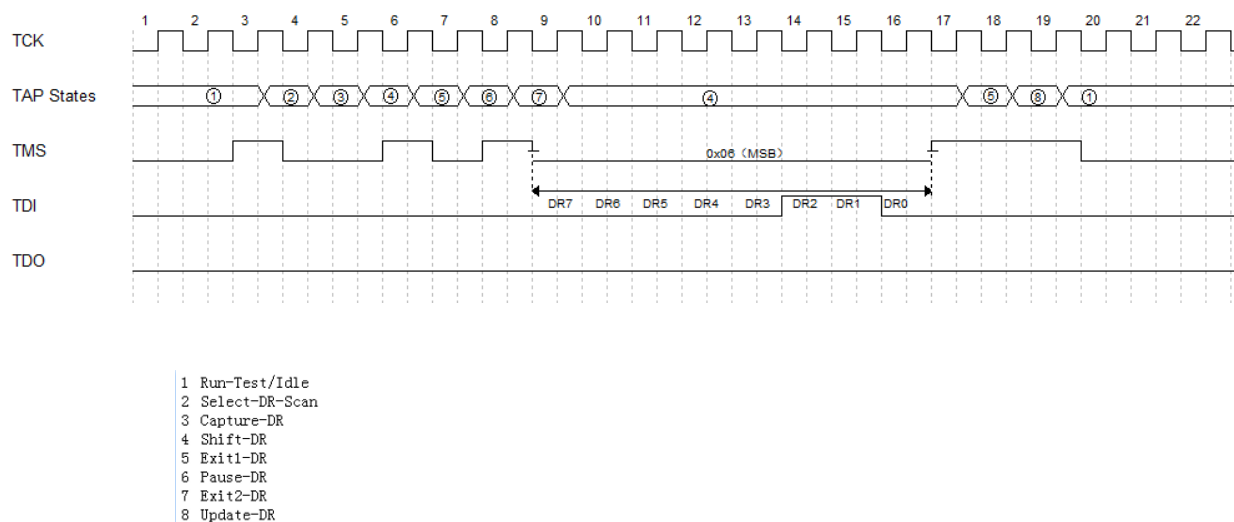 1 2 3 4 5 6 7 8 9 10 11 12 13 14 15 16 17 18 19 20 21 22
TCK
TAP States ① ② ③ ④ ⑤ ⑥ ⑦ ④ ⑤ ⑧ ①
TMS 0x06（MSB）
TDI DR7 DR6 DR5 DR4 DR3 DR2 DR1 DR0
TDO
1 Run-Test/Idle
2 Select-DR-Scan
3 Capture-DR
4 Shift-DR
5 Exit1-DR
6 Pause-DR
7 Exit2-DR
8 Update-DR